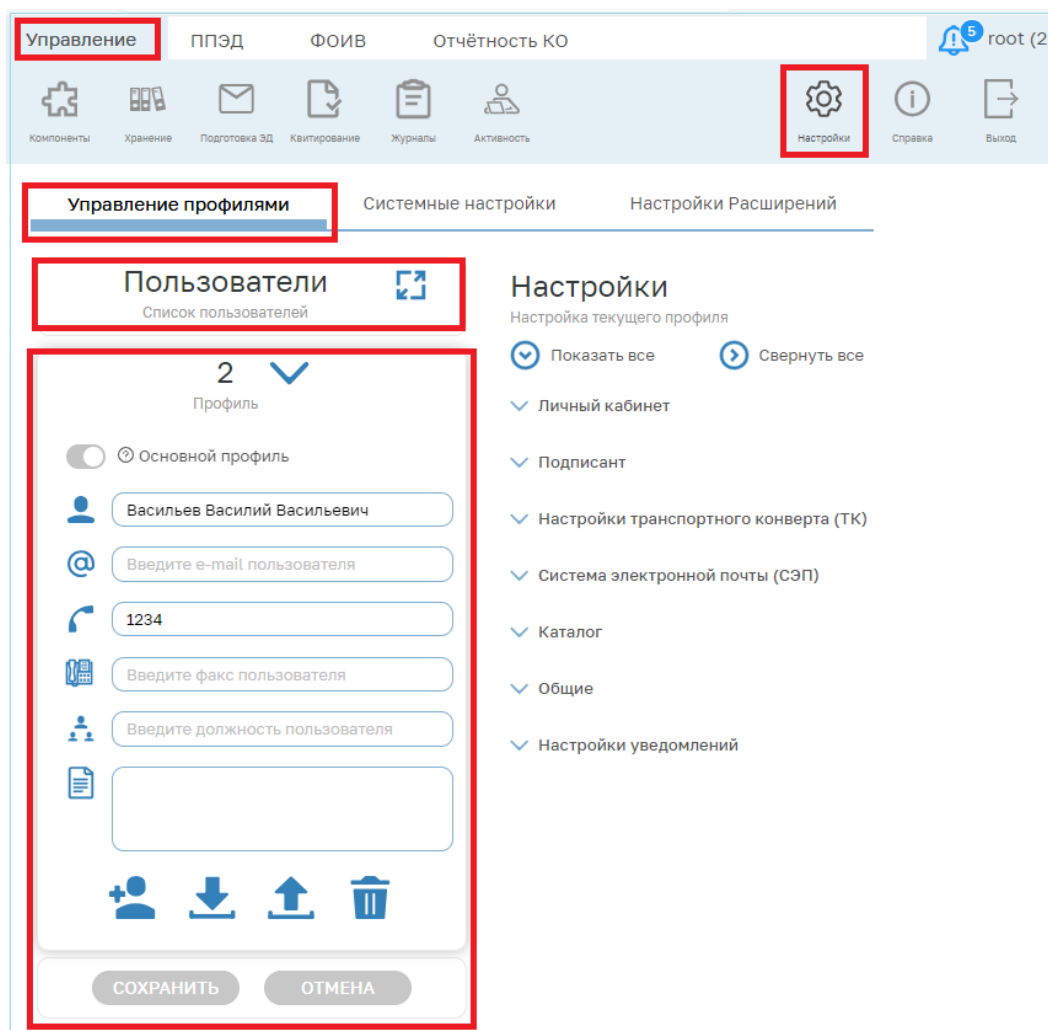 Управление ППЭД ФОИВ Отчётность КО 5 root (2
Компоненты Хранение Подготовка ЭД Квитирование Журналы Активность Настройки Справка Выход
Управление профилями Системные настройки Настройки Расширений
Пользователи
Список пользователей
2
Профиль
Основной профиль
Васильев Василий Васильевич
Введите e-mail пользователя
1234
Введите факс пользователя
Введите должность пользователя
СОХРАНИТЬ ОТМЕНА
Настройки
Настройка текущего профиля
Показать все Свернуть все
Личный кабинет
Подписант
Настройки транспортного конверта (ТК)
Система электронной почты (СЭП)
Каталог
Общие
Настройки уведомлений